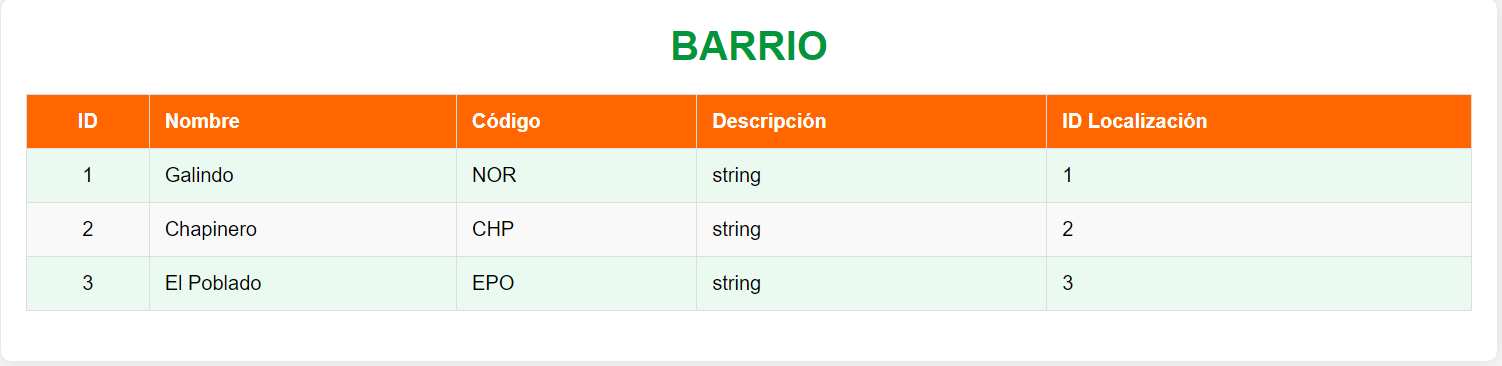 BARRIO
ID Nombre Código Descripción ID Localización
1 Galindo NOR string 1
2 Chapinero CHP string 2
3 El Poblado EPO string 3